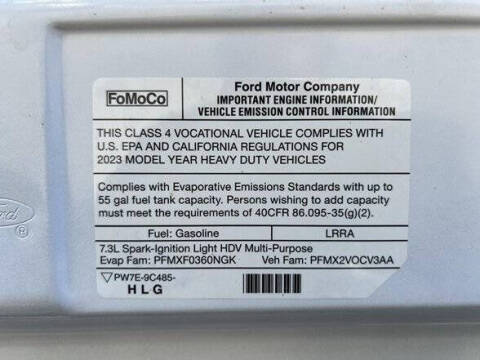 FoMoCo
Ford Motor Company
IMPORTANT ENGINE INFORMATION/
VEHICLE EMISSION CONTROL INFORMATION
THIS CLASS 4 VOCATIONAL VEHICLE COMPLIES WITH
U.S. EPA AND CALIFORNIA REGULATIONS FOR
2023 MODEL YEAR HEAVY DUTY VEHICLES
Complies with Evaporative Emissions Standards with up to
55 gal fuel tank capacity. Persons wishing to add capacity
must meet the requirements of 40CFR 86.095-35(g)(2).
Fuel: Gasoline LRRA
7.3L Spark-Ignition Light HDV Multi-Purpose
Evap Fam: PFMXF0360NGK Veh Fam: PFMX2VOCV3AA
PW7E-9C485-
HLG
Ford ®